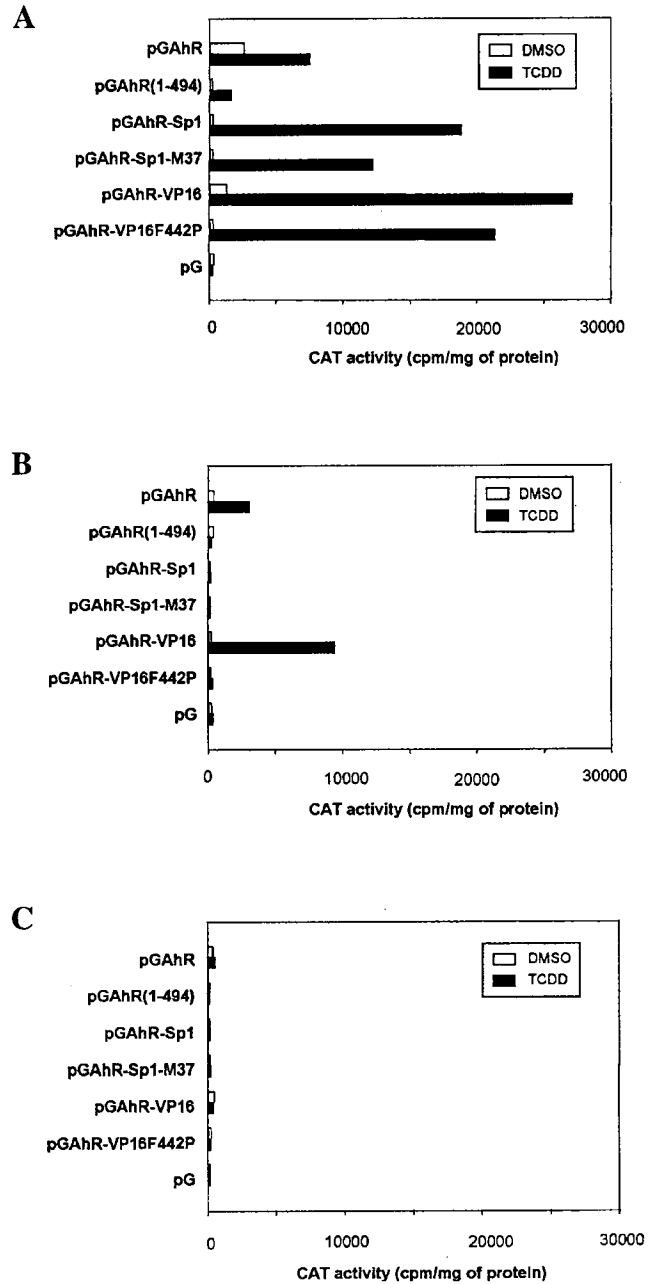 A
pGAhR
pGAhR(1-494)
pGAhR-Sp1
pGAhR-Sp1-M37
pGAhR-VP16
pGAhR-VP16F442P
pG
DMSO
TCDD
0 10000 20000 30000
CAT activity (cpm/mg of protein)
B
pGAhR
pGAhR(1-494)
pGAhR-Sp1
pGAhR-Sp1-M37
pGAhR-VP16
pGAhR-VP16F442P
pG
DMSO
TCDD
0 10000 20000 30000
CAT activity (cpm/mg of protein)
C
pGAhR
pGAhR(1-494)
pGAhR-Sp1
pGAhR-Sp1-M37
pGAhR-VP16
pGAhR-VP16F442P
pG
DMSO
TCDD
0 10000 20000 30000
CAT activity (cpm/mg of protein)